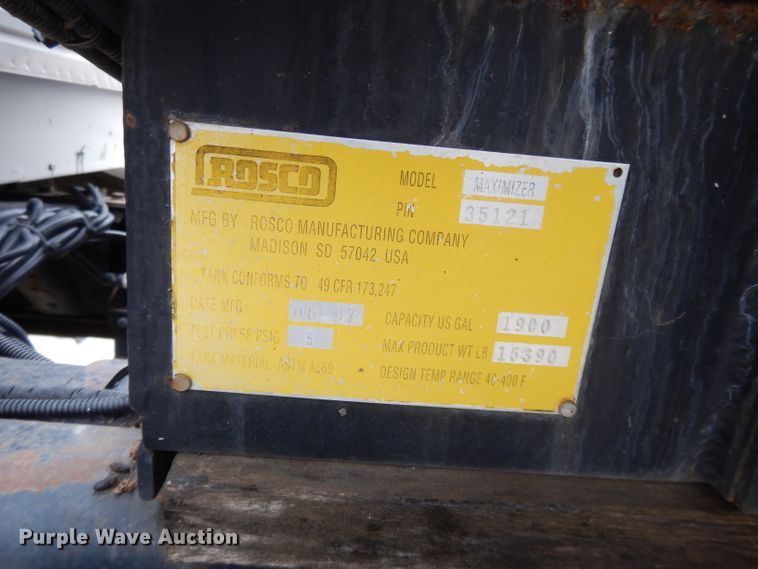 ROSCO
MODEL MAXIMIZER
PIN 35121
MFG BY ROSCO MANUFACTURING COMPANY
MADISON SD 57042 USA
TANK CONFORMS TO 49 CFR 173,247
DATE MFG 06 97
CAPACITY US GAL 1900
TEST PRESS PSIG 5
MAX PRODUCT WT LB 15390
TANK MATERIAL ASTM A569
DESIGN TEMP RANGE 40-400 F
Purple Wave Auction